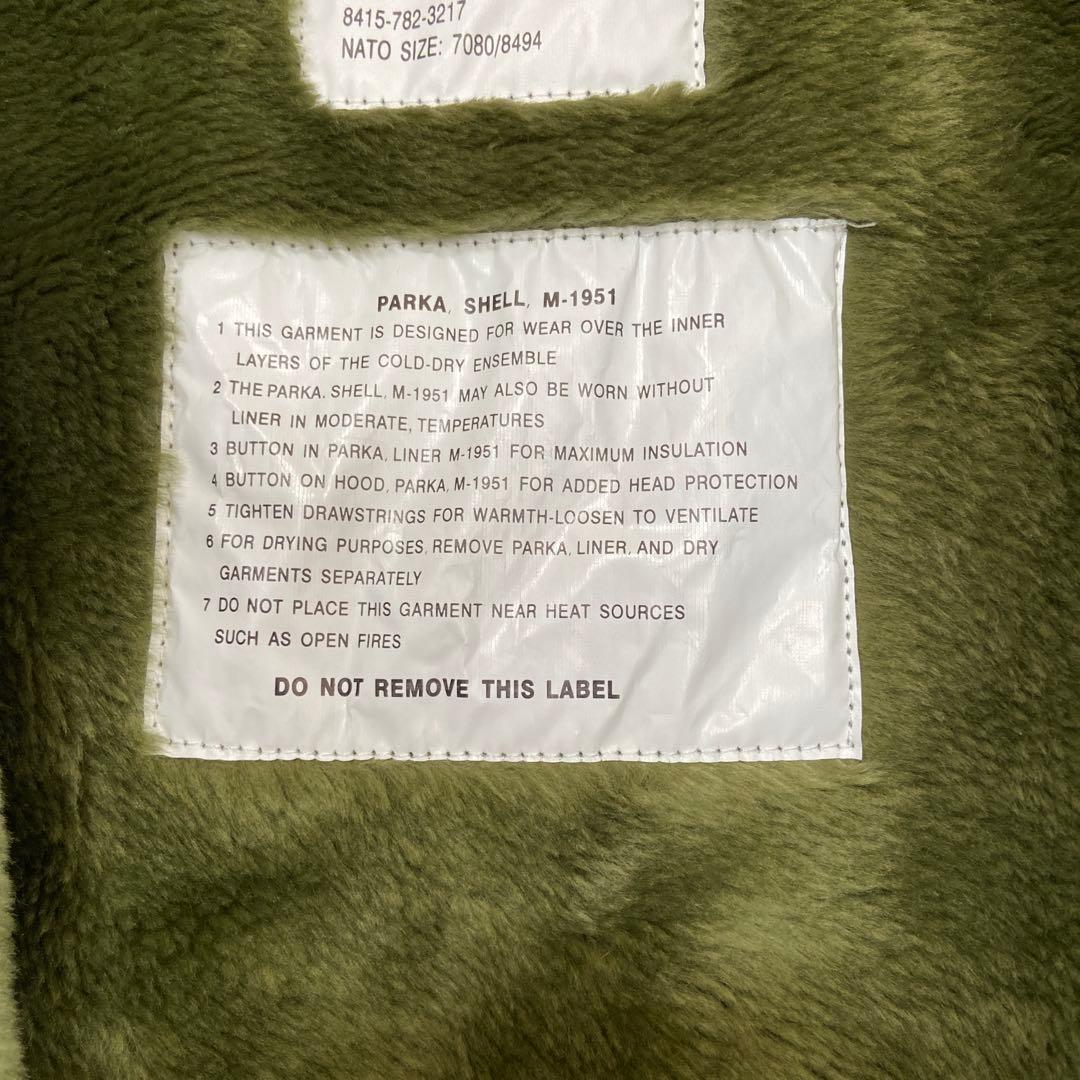 8415-782-3217
NATO SIZE: 7080/8494
PARKA, SHELL, M-1951
1 THIS GARMENT IS DESIGNED FOR WEAR OVER THE INNER
LAYERS OF THE COLD-DRY ENSEMBLE
2 THE PARKA. SHELL, M-1951 MAY ALSO BE WORN WITHOUT
LINER IN MODERATE, TEMPERATURES
3 BUTTON IN PARKA, LINER M-1951 FOR MAXIMUM INSULATION
4 BUTTON ON HOOD, PARKA, M-1951 FOR ADDED HEAD PROTECTION
5 TIGHTEN DRAWSTRINGS FOR WARMTH-LOOSEN TO VENTILATE
6 FOR DRYING PURPOSES, REMOVE PARKA, LINER, AND DRY
GARMENTS SEPARATELY
7 DO NOT PLACE THIS GARMENT NEAR HEAT SOURCES
SUCH AS OPEN FIRES
DO NOT REMOVE THIS LABEL